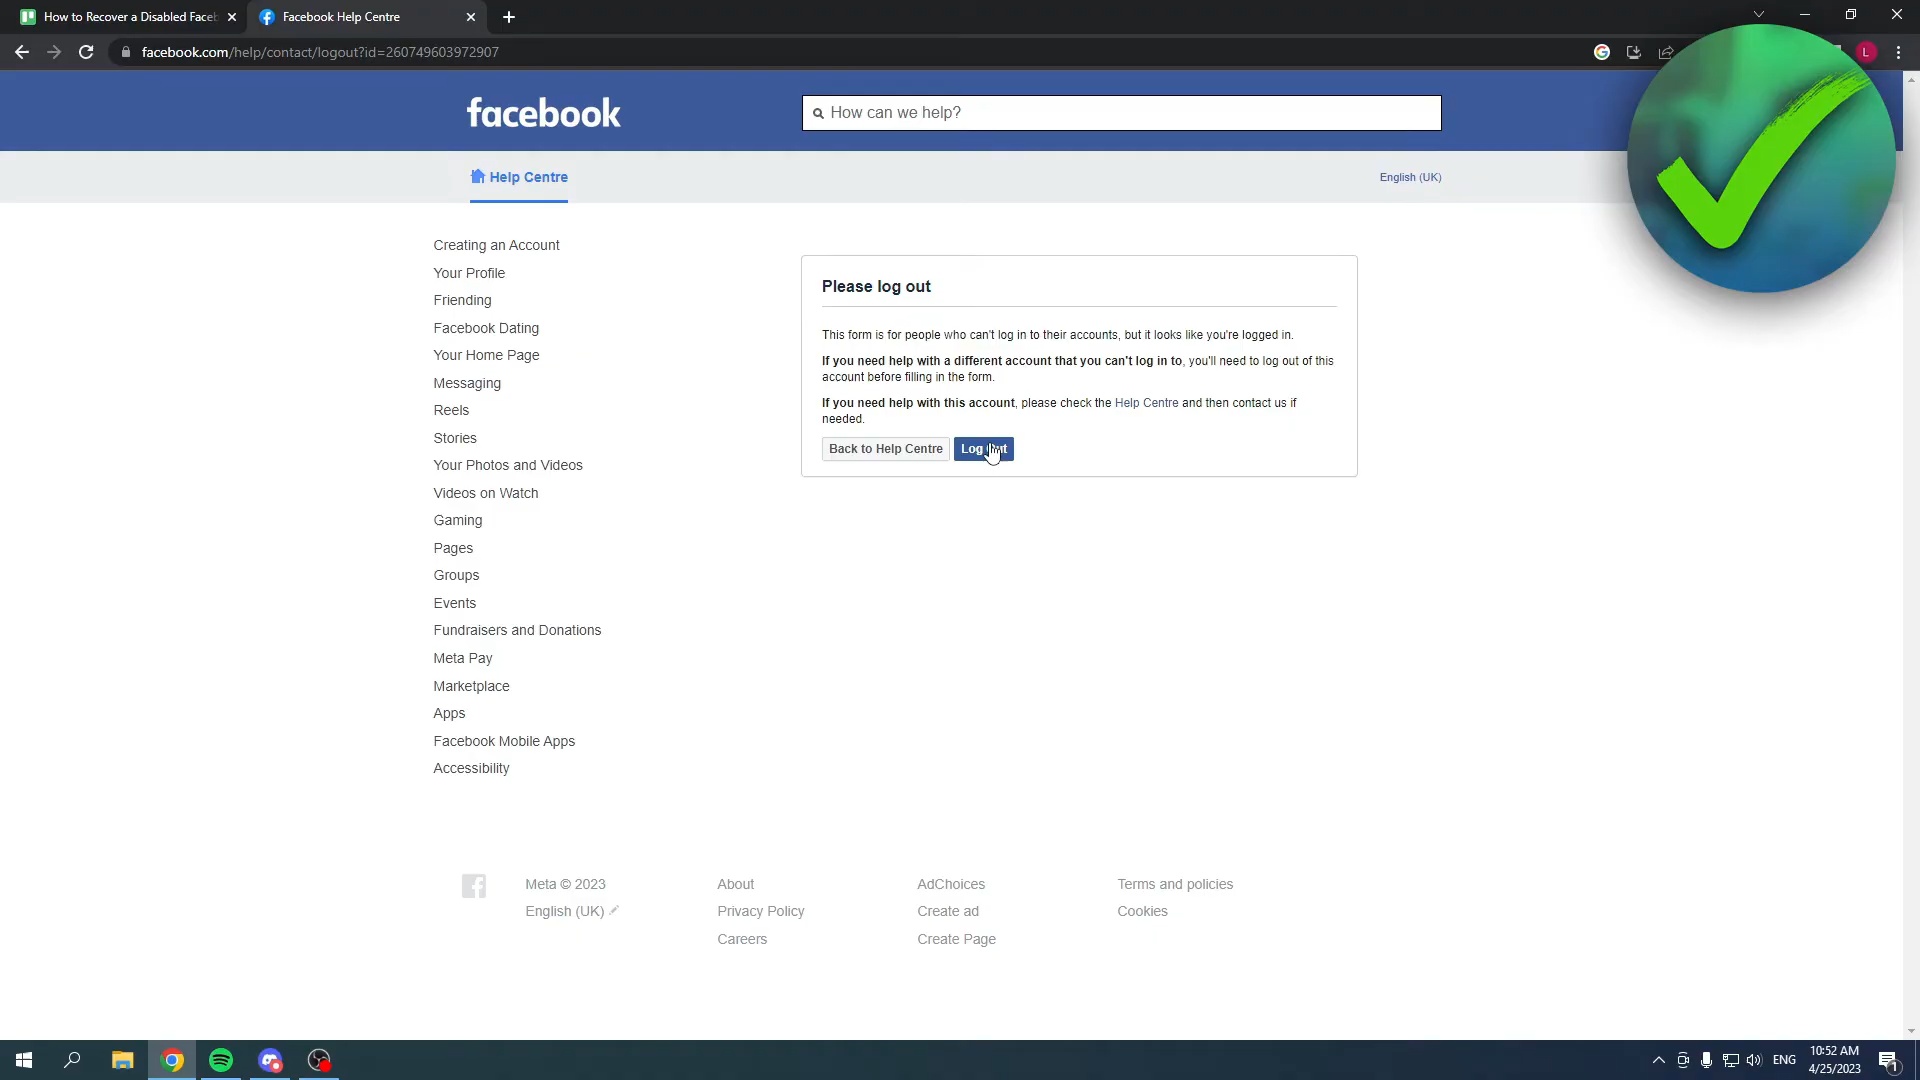 How to Recover a Disabled Faceb
Facebook Help Centre
facebook.com/help/contact/logout?id=260749603972907
L
facebook
How can we help?
Help Centre
English (UK)
Creating an Account
Your Profile
Friending
Facebook Dating
Your Home Page
Messaging
Reels
Stories
Your Photos and Videos
Videos on Watch
Gaming
Pages
Groups
Events
Fundraisers and Donations
Meta Pay
Marketplace
Apps
Facebook Mobile Apps
Accessibility
Please log out
This form is for people who can't log in to their accounts, but it looks like you're logged in.
If you need help with a different account that you can't log in to, you'll need to log out of this
account before filling in the form.
If you need help with this account, please check the Help Centre and then contact us if
needed.
Back to Help Centre
Log Out
Meta © 2023
English (UK)
About
Privacy Policy
Careers
AdChoices
Create ad
Create Page
Terms and policies
Cookies
ENG
10:52 AM
4/25/2023
1